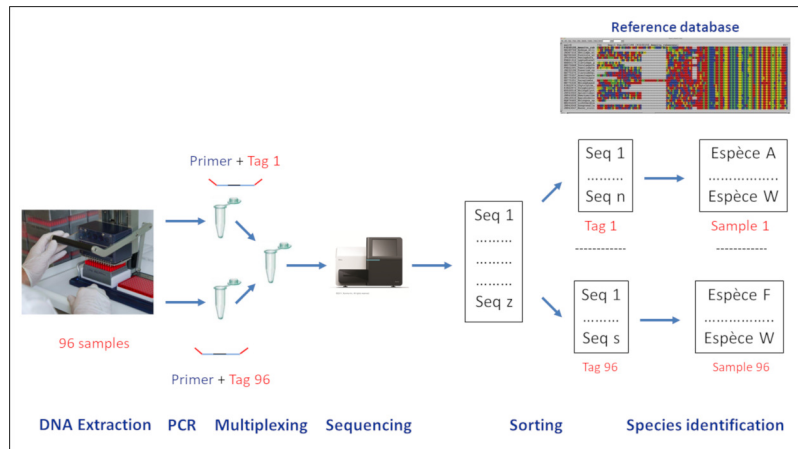 Reference database
Primer + Tag 1
Seq 1
.........
Seq n
Tag 1
Espèce A
.................
Espèce W
Sample 1
------------
------------
Seq 1
.........
.........
.........
Seq z
96 samples
Primer + Tag 96
Seq 1
.........
Seq s
Tag 96
Espèce F
.................
Espèce W
Sample 96
DNA Extraction PCR Multiplexing Sequencing Sorting Species identification